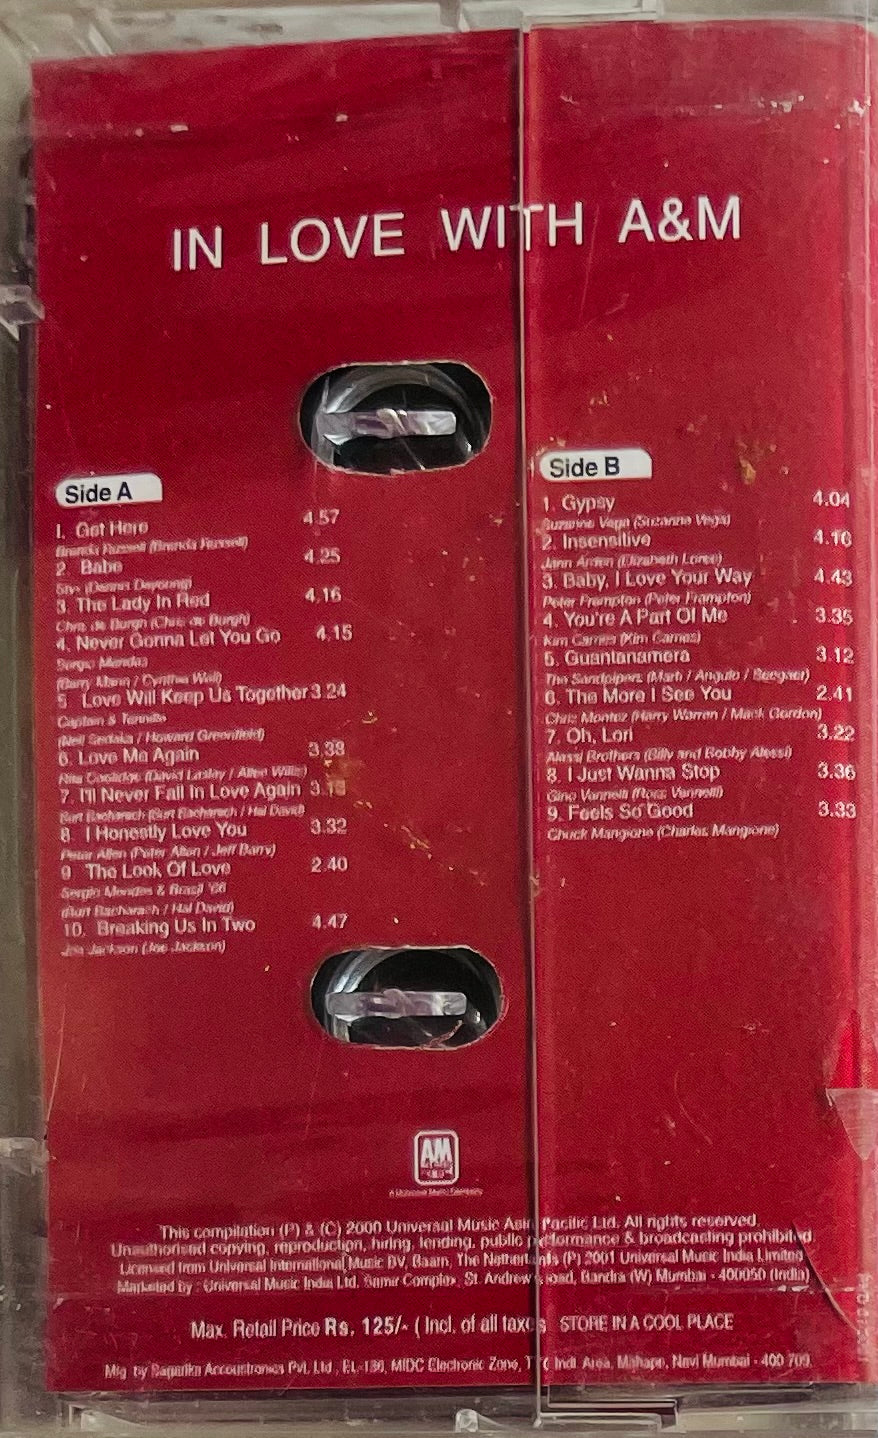 IN LOVE WITH A&M
Side A
1. Get Here 4.57
Brenda Russell (Brenda Russell)
2. Babe 4.25
Styx (Dennis Deyoung)
3. The Lady In Red 4.16
Chris de Burgh (Chris de Burgh)
4. Never Gonna Let You Go 4.15
Sergio Mendes
(Barry Mann / Cynthia Weil)
5 Love Will Keep Us Together 3.24
Captain & Tennille
(Neil Sedaka / Howard Greenfield)
6. Love Me Again 3.38
Rita Coolidge (David Lasley / Allee Willis)
7. I'll Never Fall In Love Again
Burt Bacharach (Burt Bacharach / Hal David)
8. I Honestly Love You 3.32
Peter Allen (Peter Allen / Jeff Barry)
9 The Look Of Love 2.40
Sergio Mendes & Brasil '66
(Burt Bacharach / Hal David)
10. Breaking Us In Two 4.47
Joe Jackson (Joe Jackson)
Side B
1. Gypsy 4.04
Suzanne Vega (Suzanne Vega)
2. Insensitive 4.16
Jann Arden (Elizabeth Loree)
3. Baby, I Love Your Way 4.43
Peter Frampton (Peter Frampton)
4. You're A Part Of Me 3.35
Kim Carnes (Kim Carnes)
5. Guantanamera 3.12
The Sandpipers (Marti / Angulo / Seegaer)
6. The More I See You 2.41
Chris Montez (Harry Warren / Mack Gordon)
7. Oh, Lori 3.22
Alessi Brothers (Billy and Bobby Alessi)
8. I Just Wanna Stop 3.36
Gino Vannelli (Ross Vannelli)
9. Feels So Good 3.33
Chuck Mangione (Charles Mangione)
AM
This compilation (P) & (C) 2000 Universal Music Asia Pacific Ltd. All rights reserved.
Unauthorised copying, reproduction, hiring, lending, public performance & broadcasting prohibited.
Licensed from Universal International Music BV, Baarn, The Netherlands (P) 2001 Universal Music India Limited
Marketed by : Universal Music India Ltd. Samir Complex, St. Andrew's road, Bandra (W) Mumbai - 400050 (India)
Max. Retail Price Rs. 125/- ( Incl. of all taxes STORE IN A COOL PLACE
Mfg. by Sagarika Accoustronics Pvt. Ltd., EL-136, MIDC Electronic Zone, TTC Indl. Area, Mahape, Navi Mumbai - 400 709.